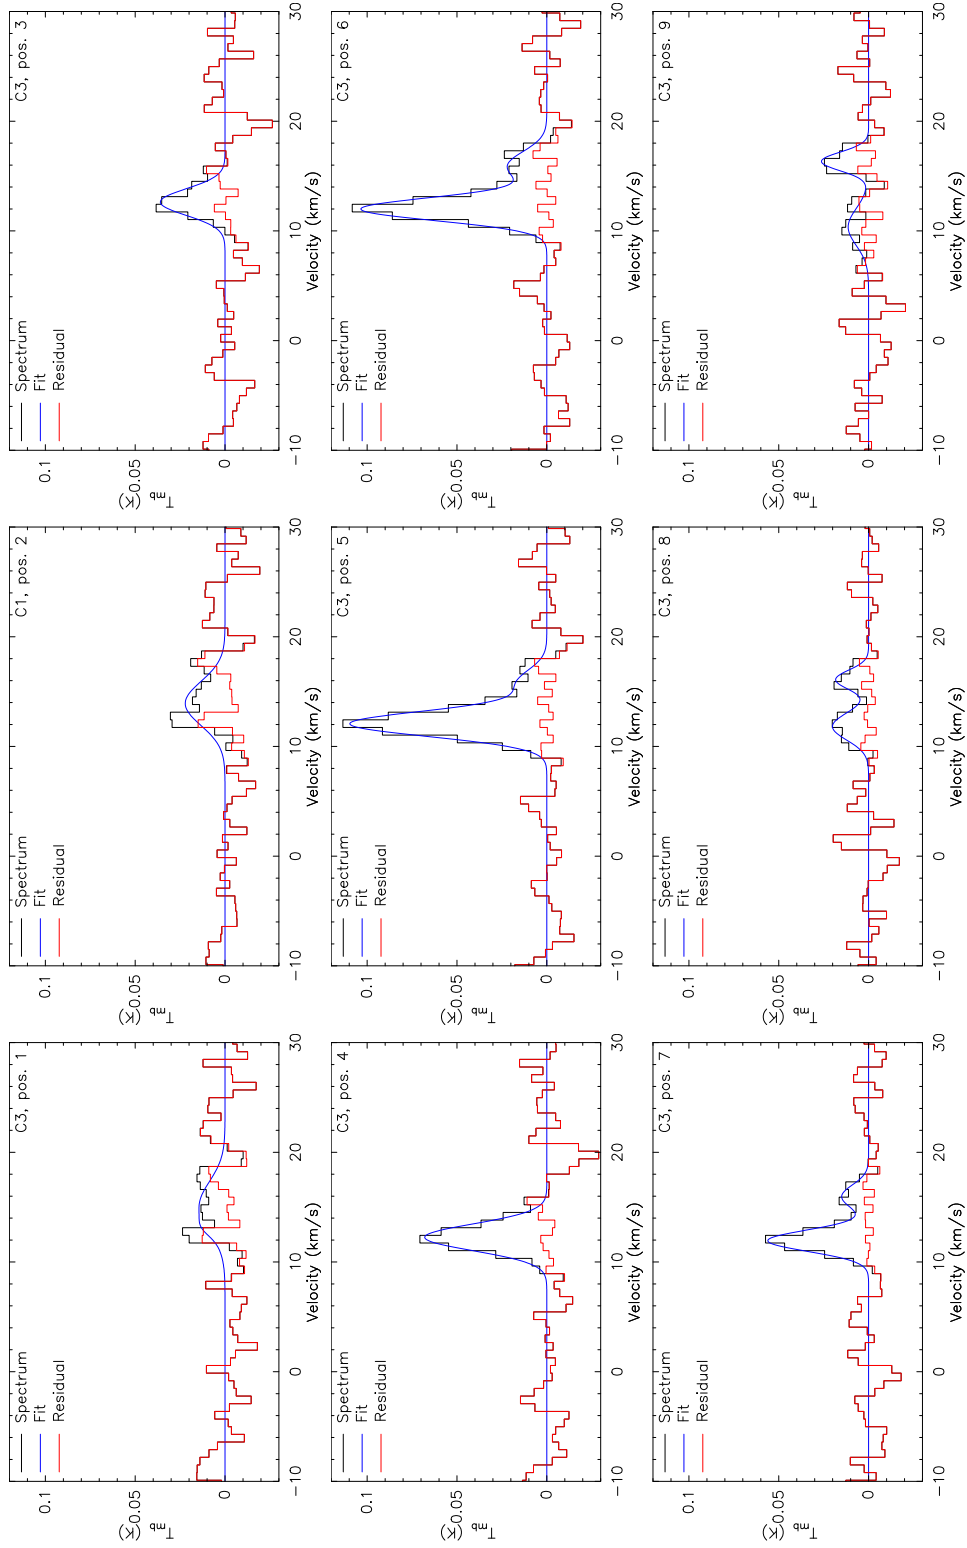 C3, pos. 1
Spectrum
Fit
Residual
0.1
0.05
0
T_mb (K)
−10 0 10 20 30
Velocity (km/s)
C1, pos. 2
Spectrum
Fit
Residual
0.1
0.05
0
T_mb (K)
−10 0 10 20 30
Velocity (km/s)
C3, pos. 3
Spectrum
Fit
Residual
0.1
0.05
0
T_mb (K)
−10 0 10 20 30
Velocity (km/s)
C3, pos. 4
Spectrum
Fit
Residual
0.1
0.05
0
T_mb (K)
−10 0 10 20 30
Velocity (km/s)
C3, pos. 5
Spectrum
Fit
Residual
0.1
0.05
0
T_mb (K)
−10 0 10 20 30
Velocity (km/s)
C3, pos. 6
Spectrum
Fit
Residual
0.1
0.05
0
T_mb (K)
−10 0 10 20 30
Velocity (km/s)
C3, pos. 7
Spectrum
Fit
Residual
0.1
0.05
0
T_mb (K)
−10 0 10 20 30
Velocity (km/s)
C3, pos. 8
Spectrum
Fit
Residual
0.1
0.05
0
T_mb (K)
−10 0 10 20 30
Velocity (km/s)
C3, pos. 9
Spectrum
Fit
Residual
0.1
0.05
0
T_mb (K)
−10 0 10 20 30
Velocity (km/s)